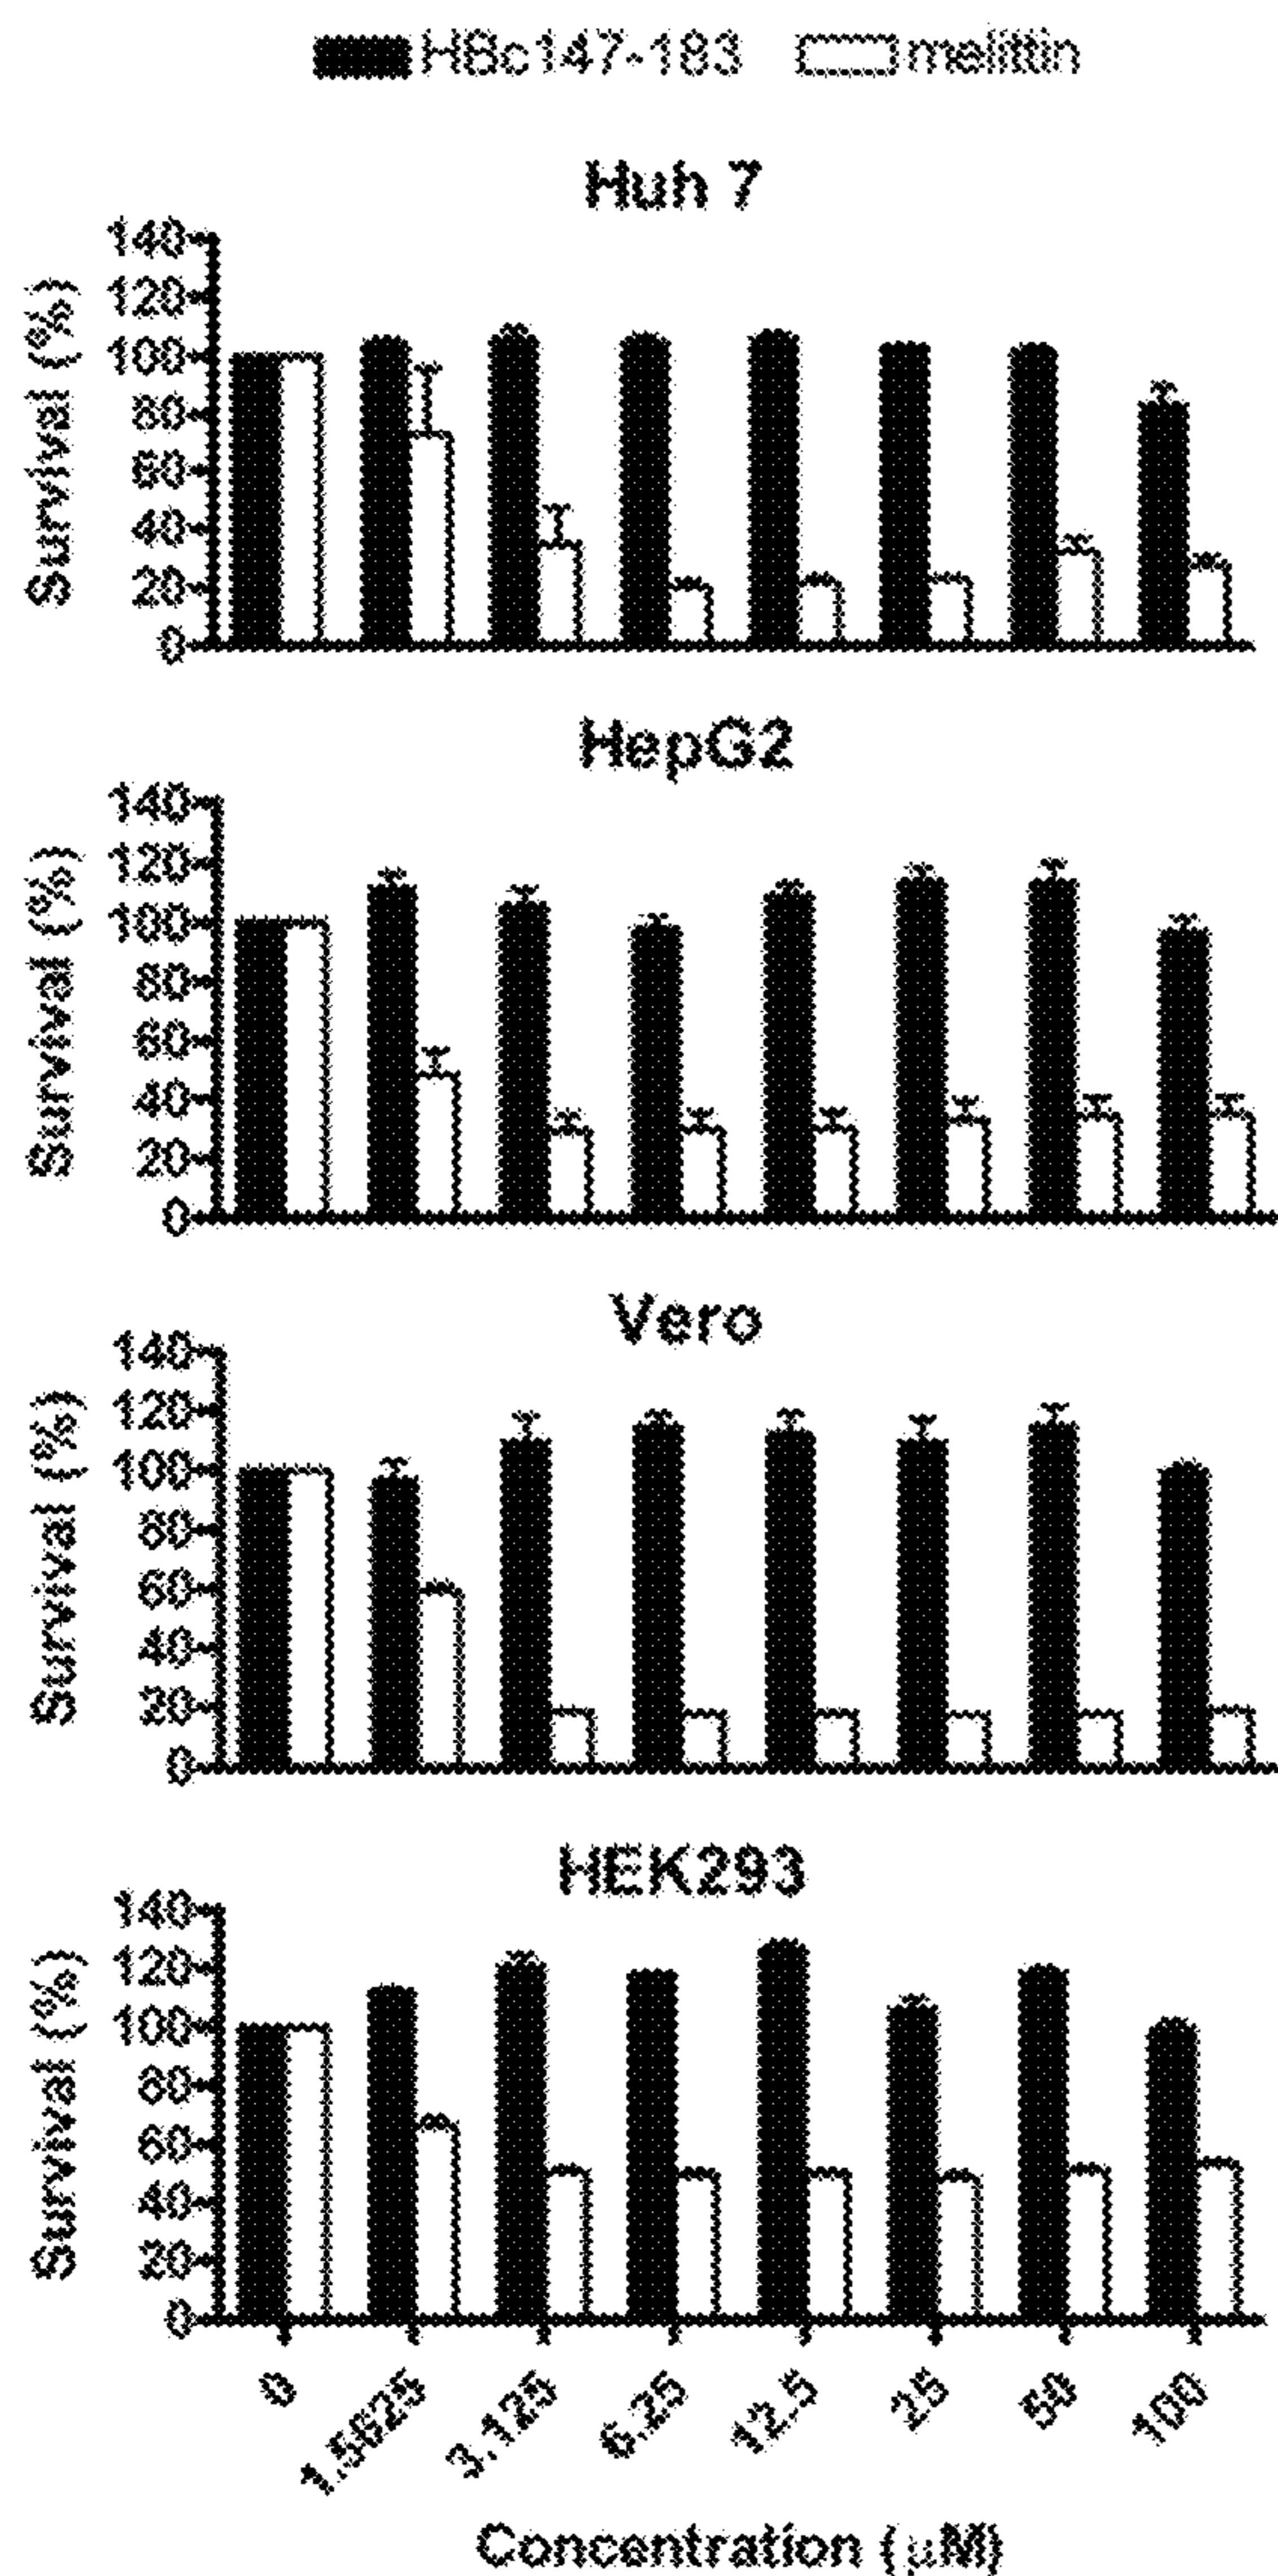 HBc147-183 melittin
Huh 7
Survival (%)
140
120
100
80
60
40
20
0
HepG2
Survival (%)
140
120
100
80
60
40
20
0
Vero
Survival (%)
140
120
100
80
60
40
20
0
HEK293
Survival (%)
140
120
100
80
60
40
20
0
0 1.5625 3.125 6.25 12.5 25 50 100
Concentration (μM)